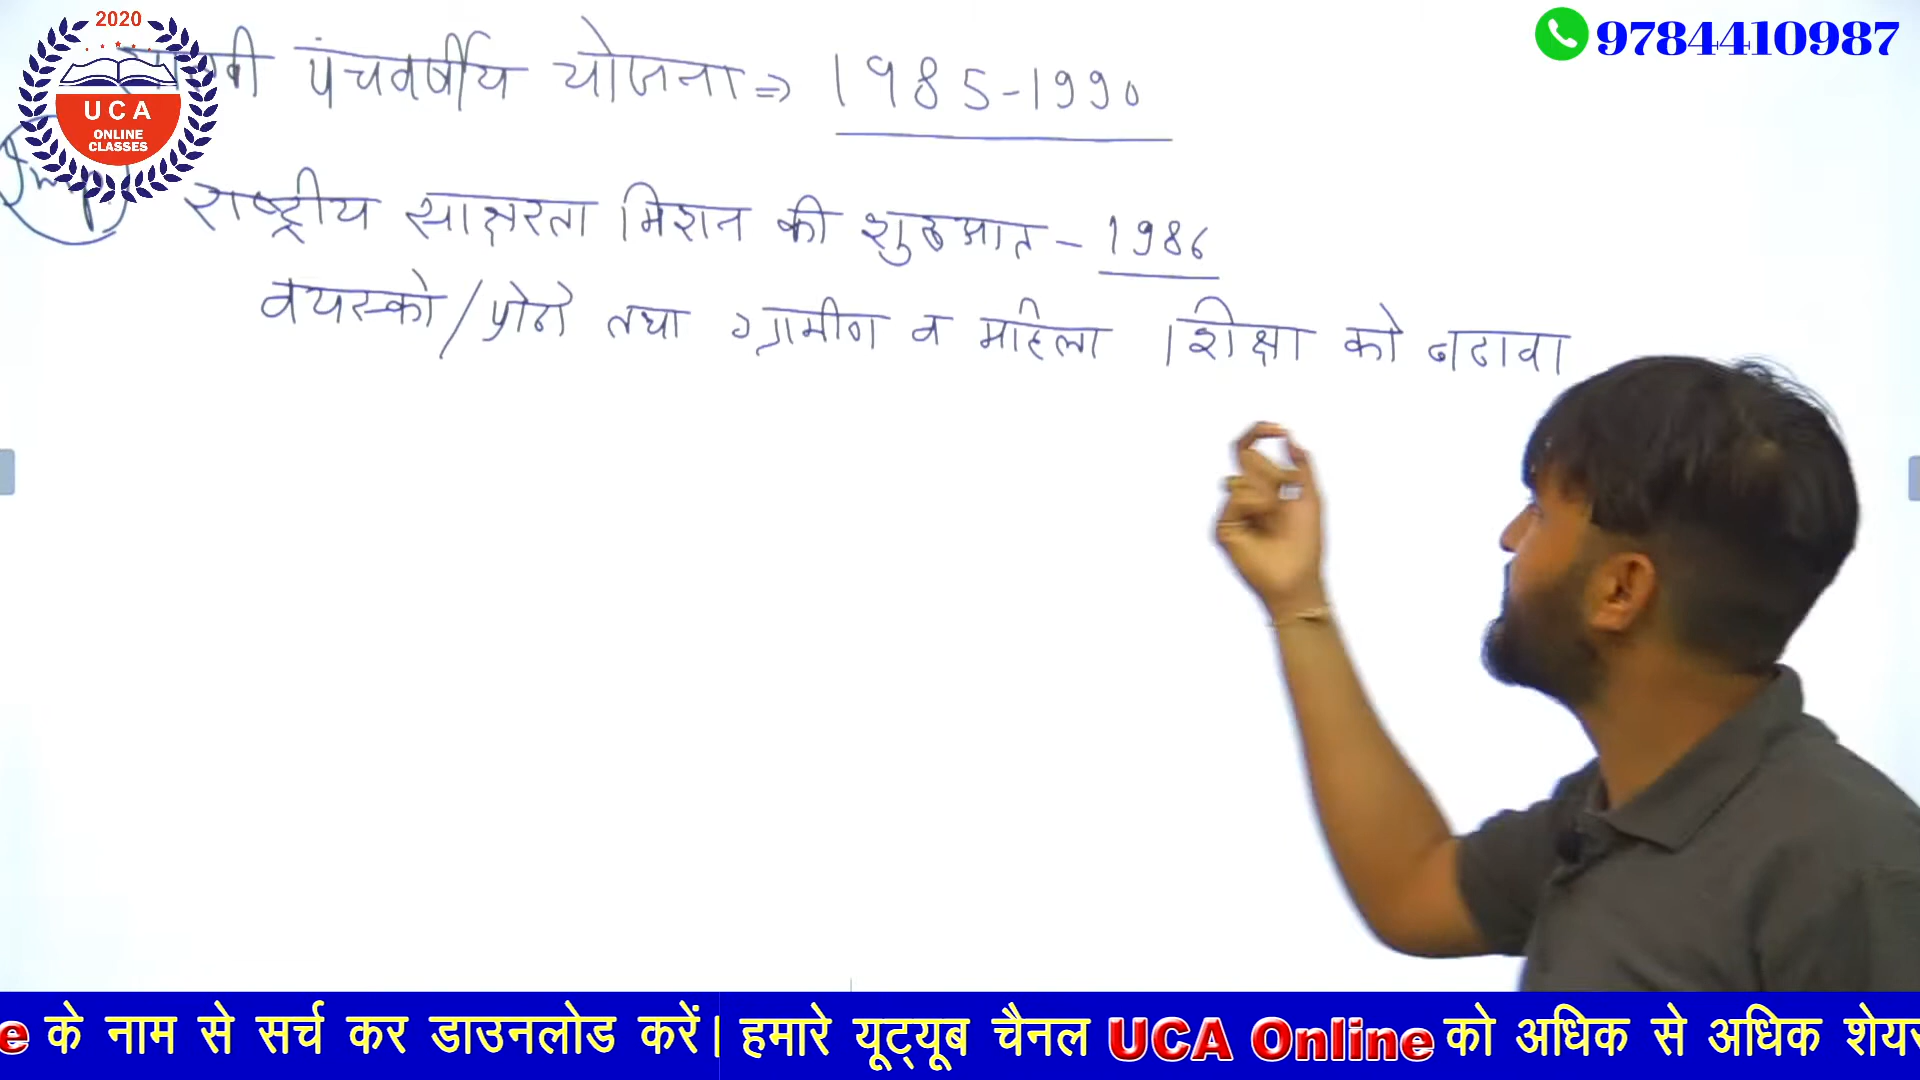 2020
UCA
ONLINE
CLASSES
9784410987
पंचवर्षीय योजना ⇒ 1985-1990
Imp
राष्ट्रीय साक्षरता मिशन की शुरुआत - 1986
वयस्को/प्रोढो तथा ग्रामीण व महिला शिक्षा को बढावा
e के नाम से सर्च कर डाउनलोड करें| हमारे यूट्यूब चैनल UCA Online को अधिक से अधिक